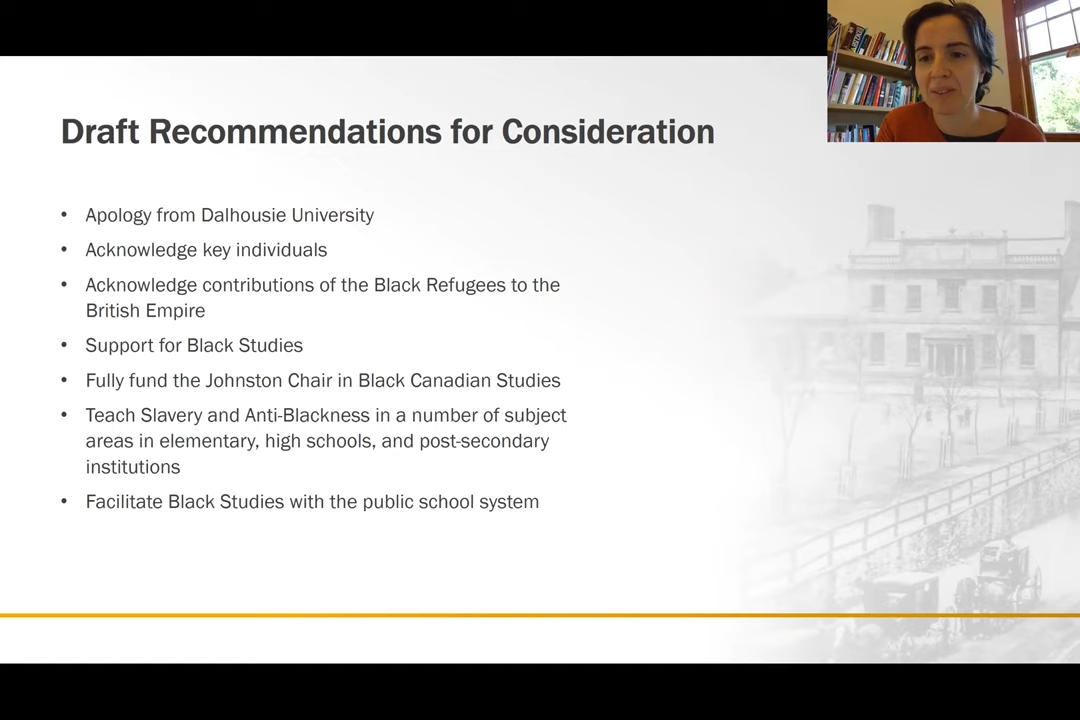 Draft Recommendations for Consideration
• Apology from Dalhousie University
• Acknowledge key individuals
• Acknowledge contributions of the Black Refugees to the
British Empire
• Support for Black Studies
• Fully fund the Johnston Chair in Black Canadian Studies
• Teach Slavery and Anti-Blackness in a number of subject
areas in elementary, high schools, and post-secondary
institutions
• Facilitate Black Studies with the public school system